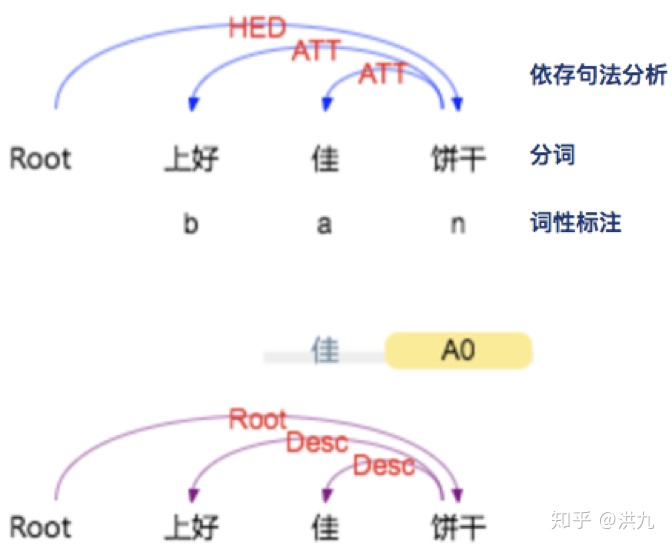 HED
ATT
ATT
依存句法分析
Root 上好 佳 饼干 分词
b a n 词性标注
佳 A0
Root
Desc
Desc
Root 上好 佳 饼干
知乎 @洪九